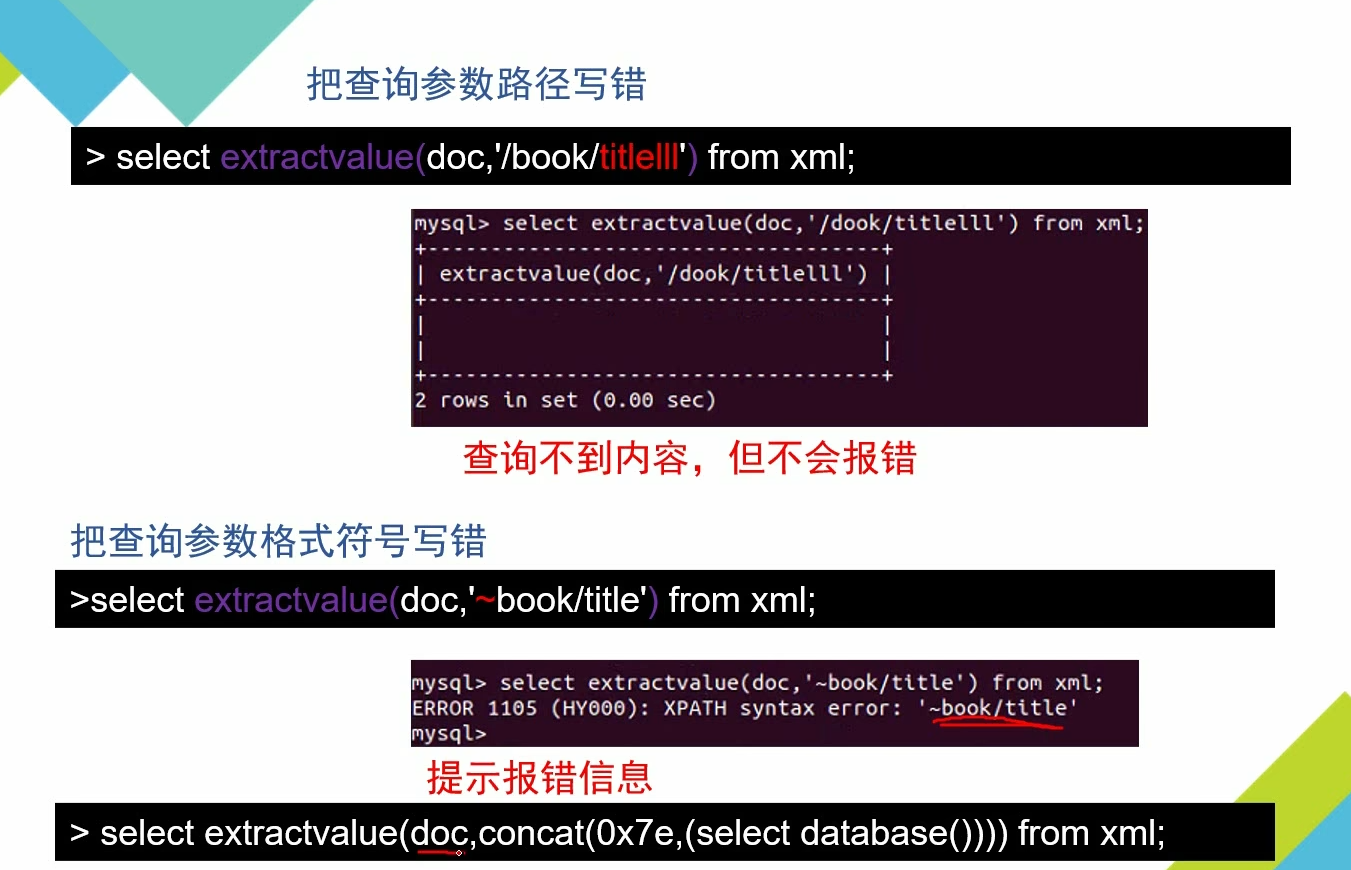 把查询参数路径写错
> select extractvalue(doc,'/book/titlelll') from xml;
mysql> select extractvalue(doc,'/dook/titlelll') from xml;
+------------------------------------+
| extractvalue(doc,'/dook/titlelll') |
+------------------------------------+
|                                    |
|                                    |
+------------------------------------+
2 rows in set (0.00 sec)
查询不到内容，但不会报错
把查询参数格式符号写错
>select extractvalue(doc,'~book/title') from xml;
mysql> select extractvalue(doc,'~book/title') from xml;
ERROR 1105 (HY000): XPATH syntax error: '~book/title'
mysql>
提示报错信息
> select extractvalue(doc,concat(0x7e,(select database()))) from xml;